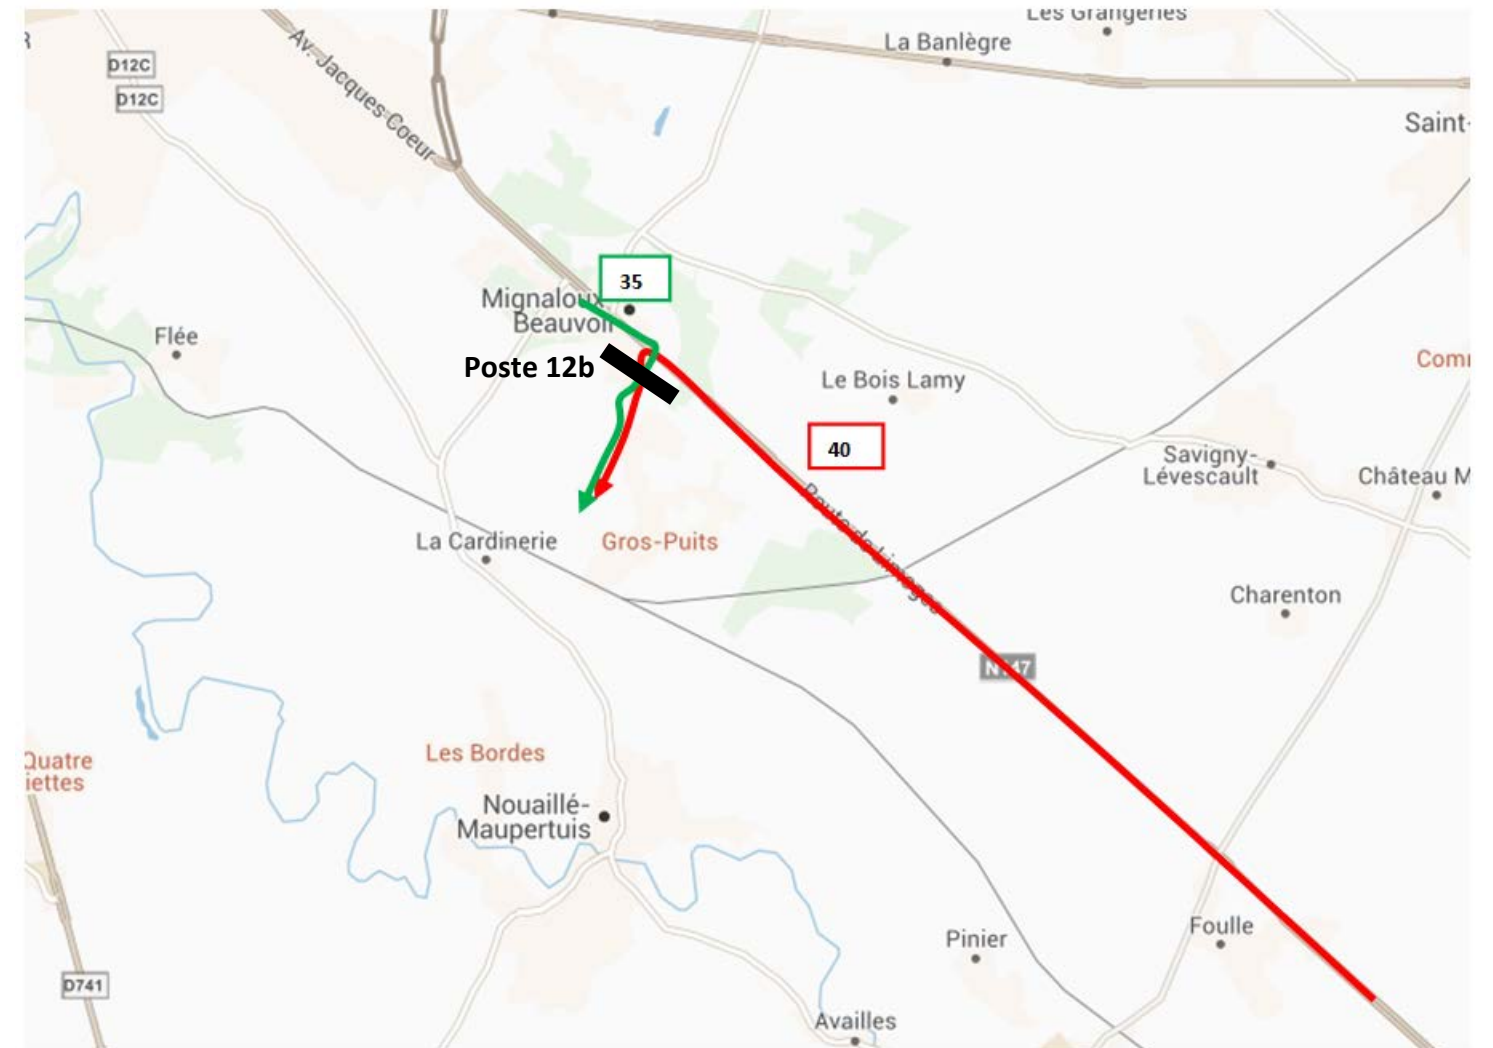 Les Grangeries
La Banlègre
D12C
D12C
Av. Jacques Coeur
Saint-
35
Mignaloux-
Beauvoir
Flée
Poste 12b
Le Bois Lamy
40
Savigny-
Lévescault
Château M
La Cardinerie
Gros-Puits
Route de Limoges
Charenton
N147
Les Bordes
Quatre
Nouaillé-
Maupertuis
Foulle
Pinier
D741
Availles